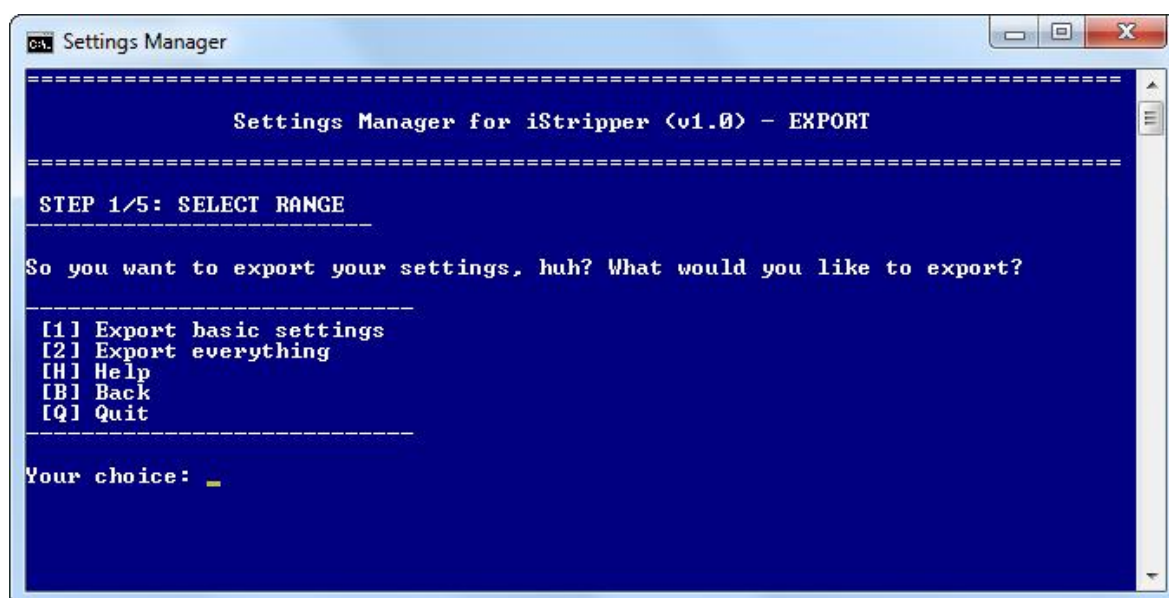 Settings Manager
==============================================================================
Settings Manager for iStripper (v1.0) - EXPORT
==============================================================================
STEP 1/5: SELECT RANGE
-------------------------
So you want to export your settings, huh? What would you like to export?
----------------------------
[1] Export basic settings
[2] Export everything
[H] Help
[B] Back
[Q] Quit
----------------------------
Your choice: _